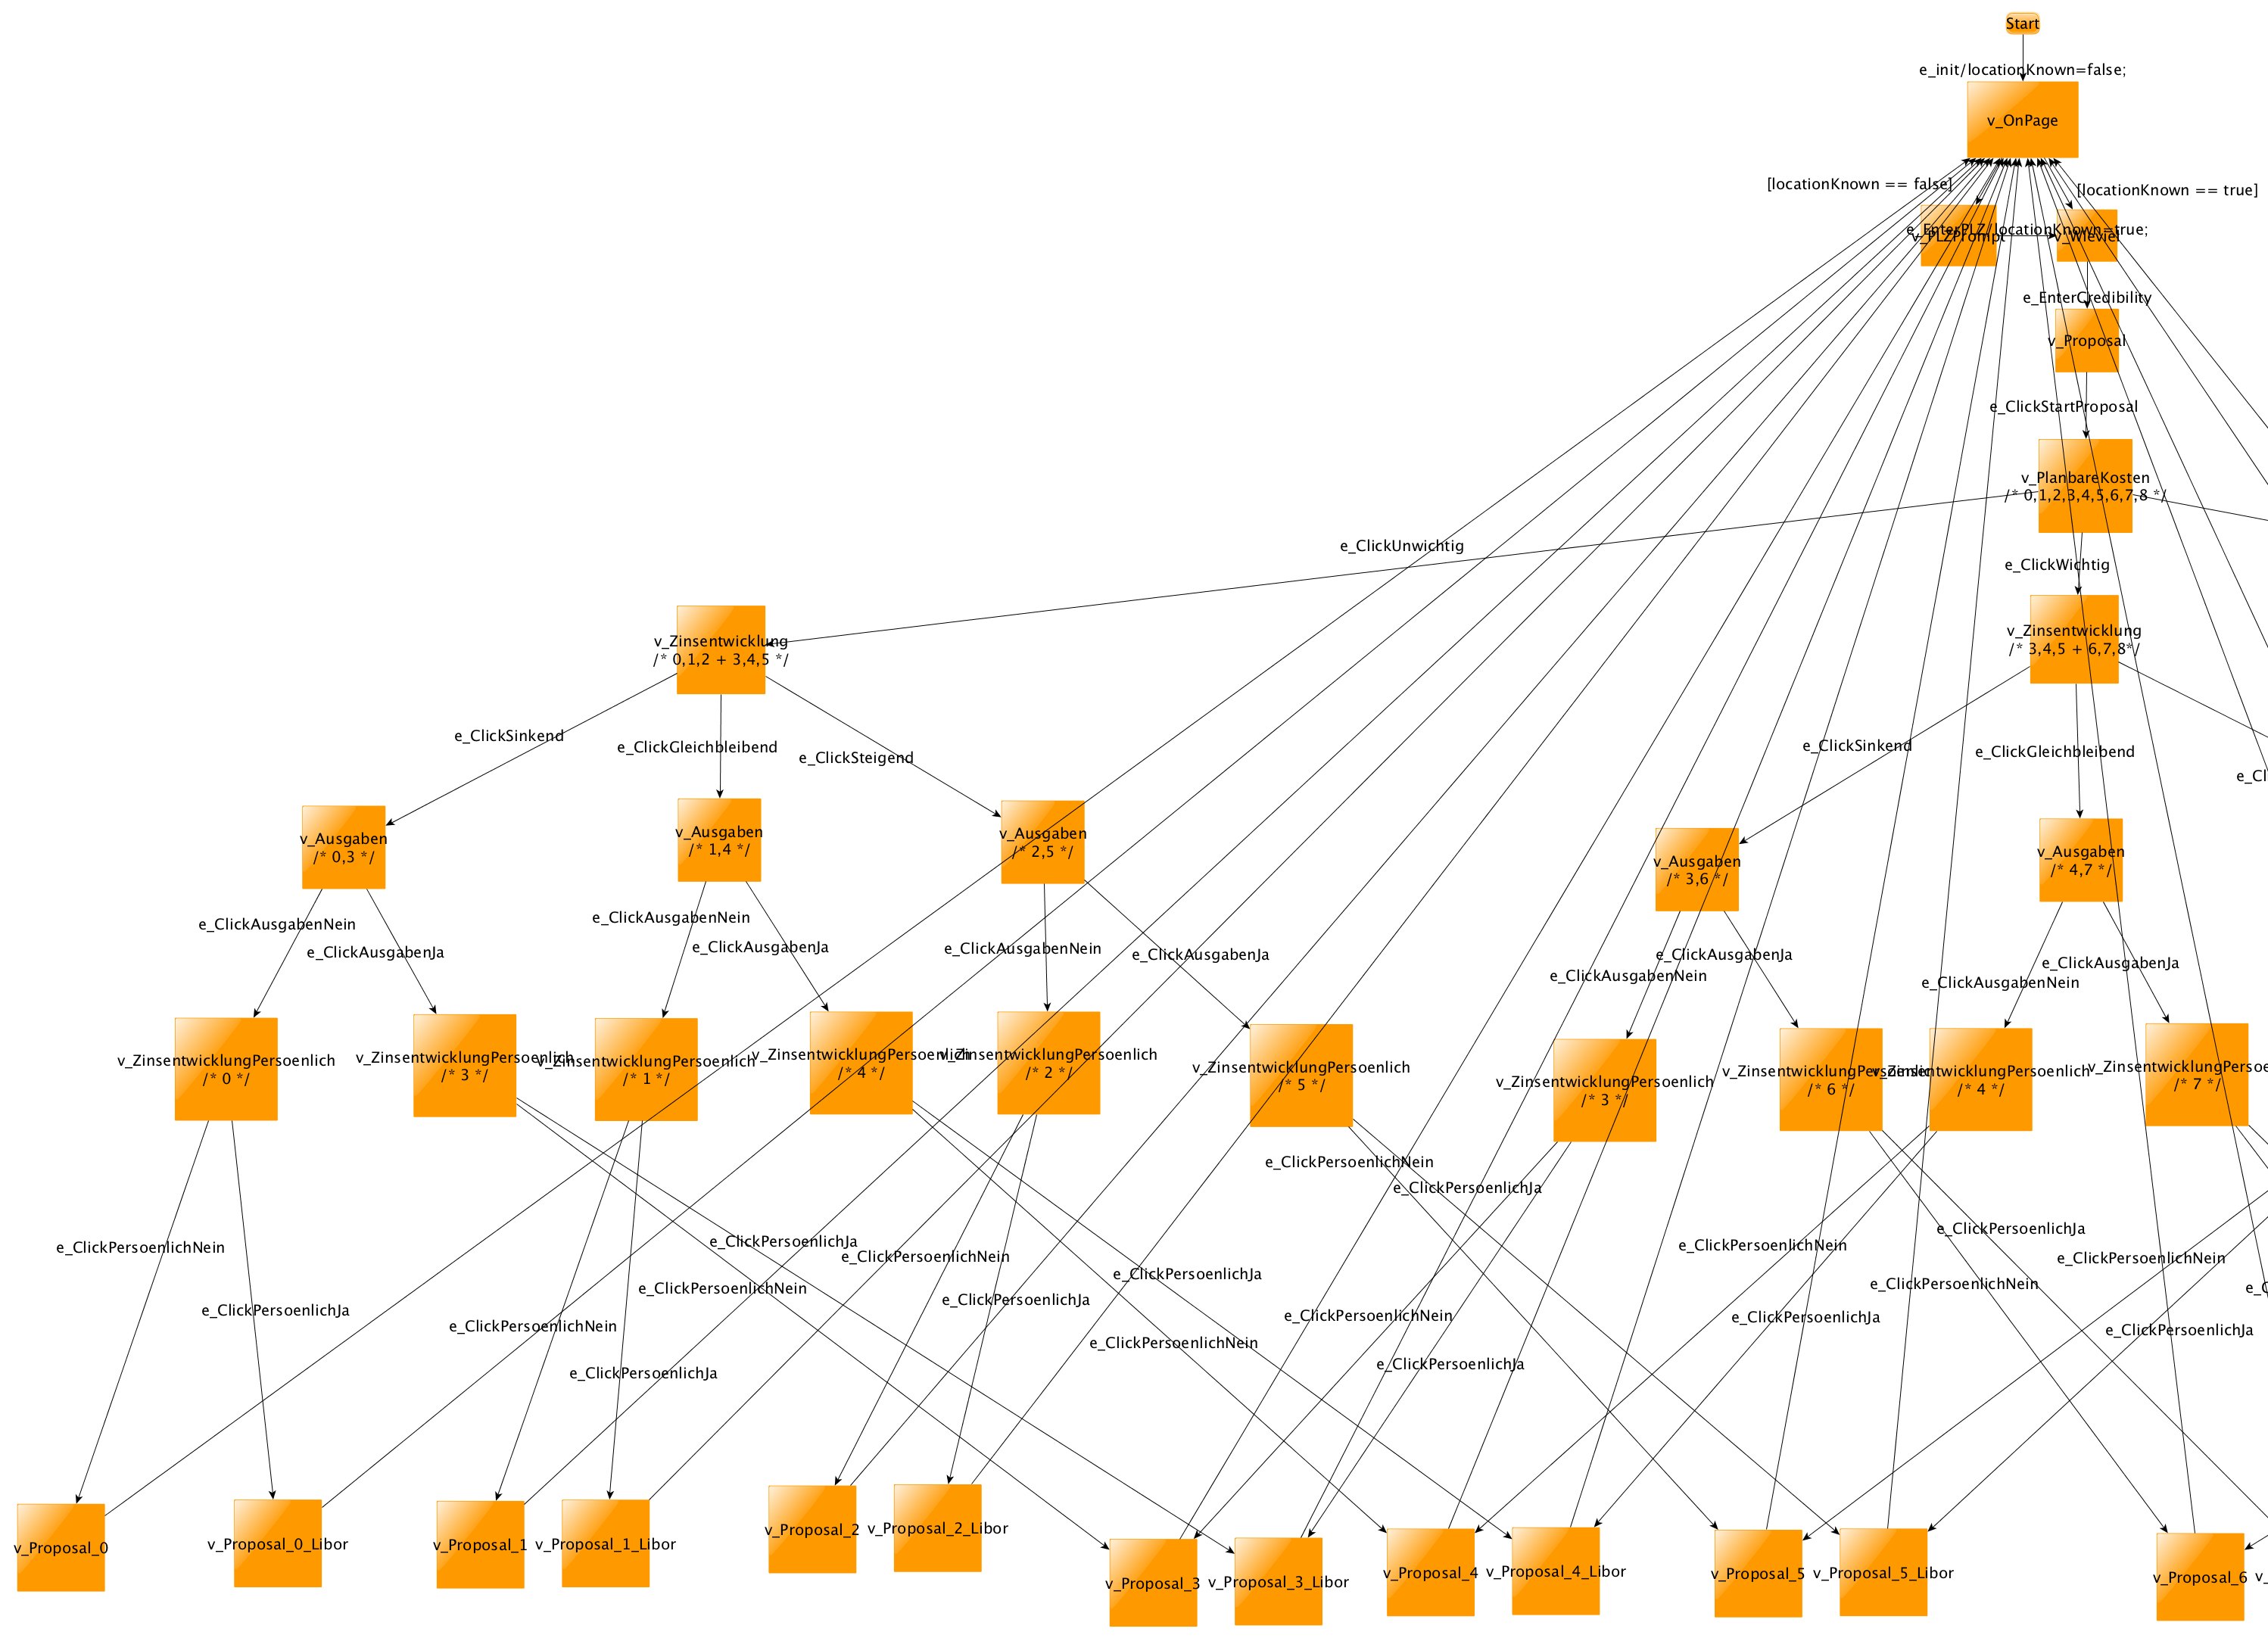 Start
e_init/locationKnown=false;
v_OnPage
[locationKnown == false]
[locationKnown == true]
e_EnterPLZ/locationKnown=true;
v_PLZPrompt
v_Wieviel
e_EnterCredibility
v_Proposal
e_ClickStartProposal
v_PlanbareKosten
/* 0,1,2,3,4,5,6,7,8 */
e_ClickUnwichtig
e_ClickWichtig
v_Zinsentwicklung
/* 0,1,2 + 3,4,5 */
v_Zinsentwicklung
/* 3,4,5 + 6,7,8*/
e_ClickSinkend
e_ClickGleichbleibend
e_ClickSteigend
e_ClickSinkend
e_ClickGleichbleibend
e_Cl
v_Ausgaben
/* 0,3 */
v_Ausgaben
/* 1,4 */
v_Ausgaben
/* 2,5 */
v_Ausgaben
/* 3,6 */
v_Ausgaben
/* 4,7 */
e_ClickAusgabenNein
e_ClickAusgabenJa
e_ClickAusgabenNein
e_ClickAusgabenJa
e_ClickAusgabenNein
e_ClickAusgabenJa
e_ClickAusgabenNein
e_ClickAusgabenJa
e_ClickAusgabenNein
e_ClickAusgabenJa
v_ZinsentwicklungPersoenlich
/* 0 */
v_ZinsentwicklungPersoenlich
/* 3 */
v_ZinsentwicklungPersoenlich
/* 1 */
v_ZinsentwicklungPersoenlich
/* 4 */
v_ZinsentwicklungPersoenlich
/* 2 */
v_ZinsentwicklungPersoenlich
/* 5 */
v_ZinsentwicklungPersoenlich
/* 3 */
v_ZinsentwicklungPersoenlich
/* 6 */
v_ZinsentwicklungPersoenlich
/* 4 */
v_ZinsentwicklungPersoe
/* 7 */
e_ClickPersoenlichNein
e_ClickPersoenlichJa
e_ClickPersoenlichNein
e_ClickPersoenlichJa
e_ClickPersoenlichNein
e_ClickPersoenlichJa
e_ClickPersoenlichNein
e_ClickPersoenlichJa
e_ClickPersoenlichNein
e_ClickPersoenlichJa
e_ClickPersoenlichNein
e_ClickPersoenlichJa
e_ClickPersoenlichNein
e_ClickPersoenlichJa
e_ClickPersoenlichNein
e_ClickPersoenlichJa
e_ClickPersoenlichNein
e_ClickPersoenlichJa
e_ClickPersoenlichNein
e_ClickPersoenlichJa
v_Proposal_0
v_Proposal_0_Libor
v_Proposal_1
v_Proposal_1_Libor
v_Proposal_2
v_Proposal_2_Libor
v_Proposal_3
v_Proposal_3_Libor
v_Proposal_4
v_Proposal_4_Libor
v_Proposal_5
v_Proposal_5_Libor
v_Proposal_6